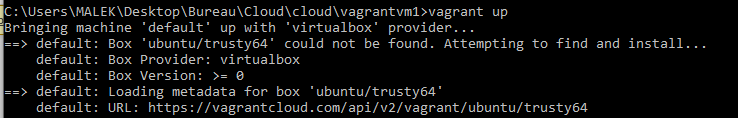 C:\Users\MALEK\Desktop\Bureau\Cloud\cloud\vagrantvm1>vagrant up
Bringing machine 'default' up with 'virtualbox' provider...
==> default: Box 'ubuntu/trusty64' could not be found. Attempting to find and install...
    default: Box Provider: virtualbox
    default: Box Version: >= 0
==> default: Loading metadata for box 'ubuntu/trusty64'
    default: URL: https://vagrantcloud.com/api/v2/vagrant/ubuntu/trusty64